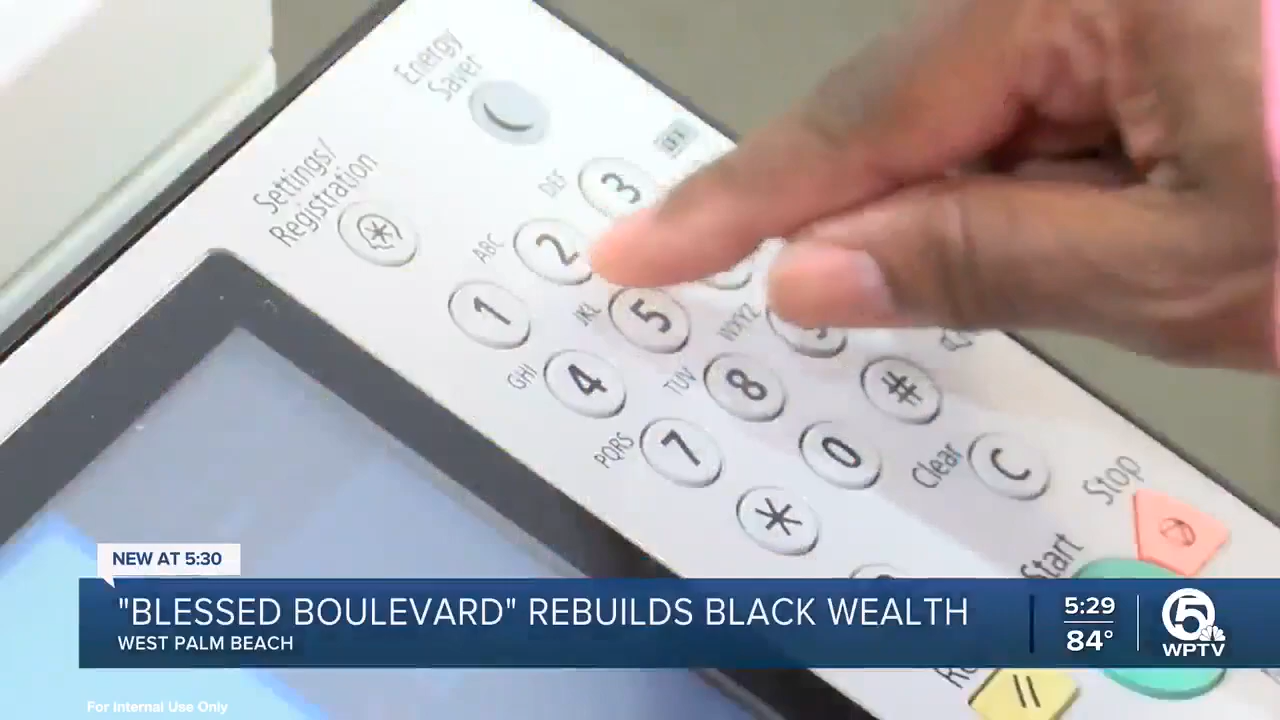 Energy
Saver
Settings/
Registration
DEF
3
ABC
2
1
JKL
5
WXYZ
GHI
4
TUV
8
#
PQRS
7
0
Clear
C
*
Stop
Start
NEW AT 5:30
"BLESSED BOULEVARD" REBUILDS BLACK WEALTH
WEST PALM BEACH
5:29
84°
5
WPTV
For Internal Use Only